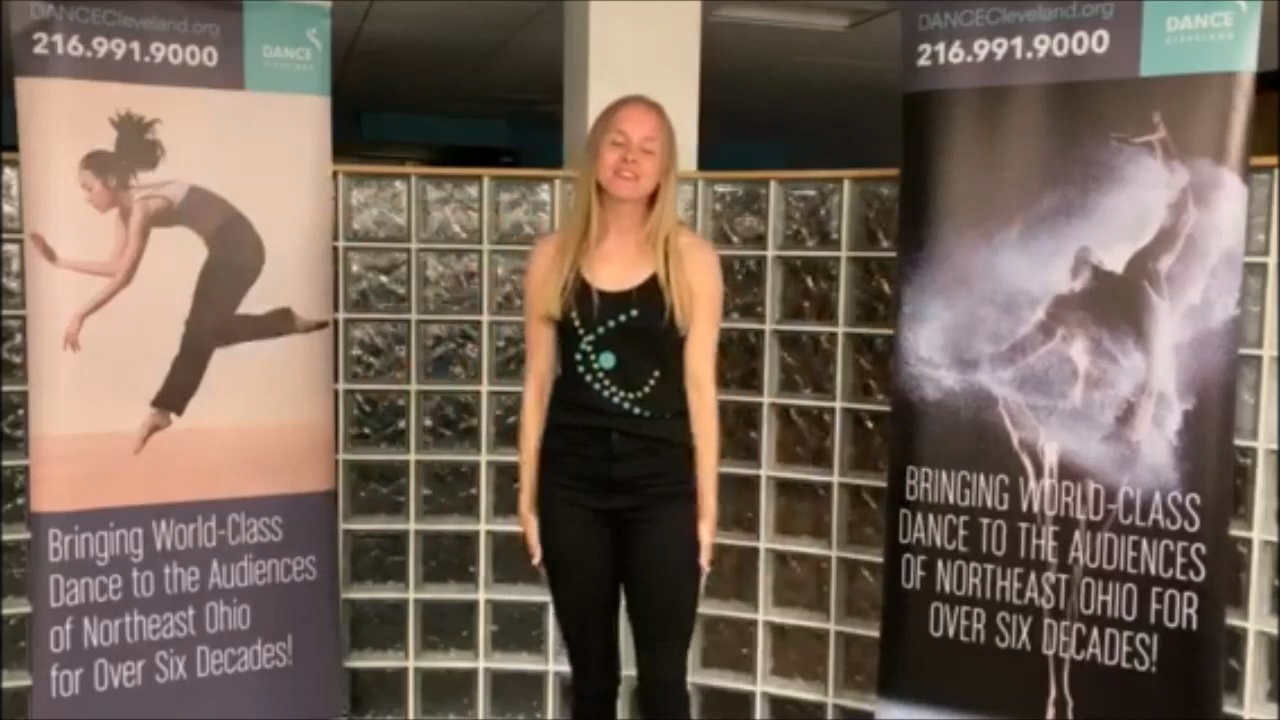 DANCECleveland.org
216.991.9000
DANCE
CLEVELAND
Bringing World-Class
Dance to the Audiences
of Northeast Ohio
for Over Six Decades!
DANCECleveland.org
216.991.9000
DANCE
CLEVELAND
BRINGING WORLD-CLASS
DANCE TO THE AUDIENCES
OF NORTHEAST OHIO FOR
OVER SIX DECADES!